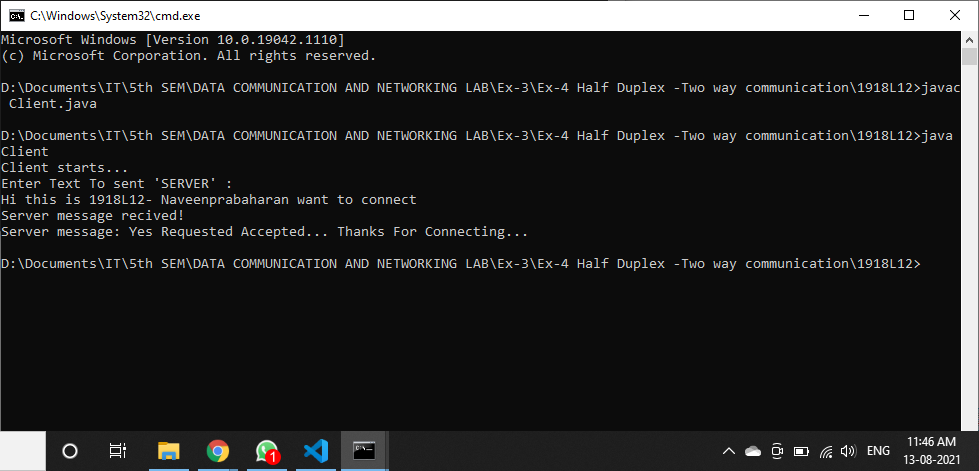 C:\Windows\System32\cmd.exe
Microsoft Windows [Version 10.0.19042.1110]
(c) Microsoft Corporation. All rights reserved.
D:\Documents\IT\5th SEM\DATA COMMUNICATION AND NETWORKING LAB\Ex-3\Ex-4 Half Duplex -Two way communication\1918L12>javac
 Client.java
D:\Documents\IT\5th SEM\DATA COMMUNICATION AND NETWORKING LAB\Ex-3\Ex-4 Half Duplex -Two way communication\1918L12>java
Client
Client starts...
Enter Text To sent 'SERVER' :
Hi this is 1918L12- Naveenprabaharan want to connect
Server message recived!
Server message: Yes Requested Accepted... Thanks For Connecting...
D:\Documents\IT\5th SEM\DATA COMMUNICATION AND NETWORKING LAB\Ex-3\Ex-4 Half Duplex -Two way communication\1918L12>
1
ENG
11:46 AM
13-08-2021